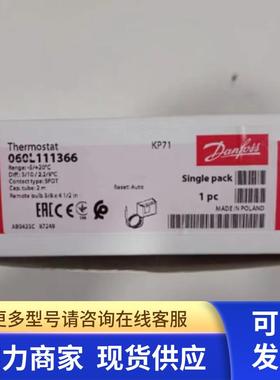 Thermostat
KP71
060L111366
Range: -5/+20°C
Diff: 3/10 / 2.2/9°C
Contact type: SPDT
Cap. tube: 2 m
Remote bulb 3/8 x 4 1/2 in
Reset: Auto
Danfoss
Single pack
1 pc
MADE IN POLAND
EAC CE
更多型号请咨询在线客服
力商家 现货供应
可